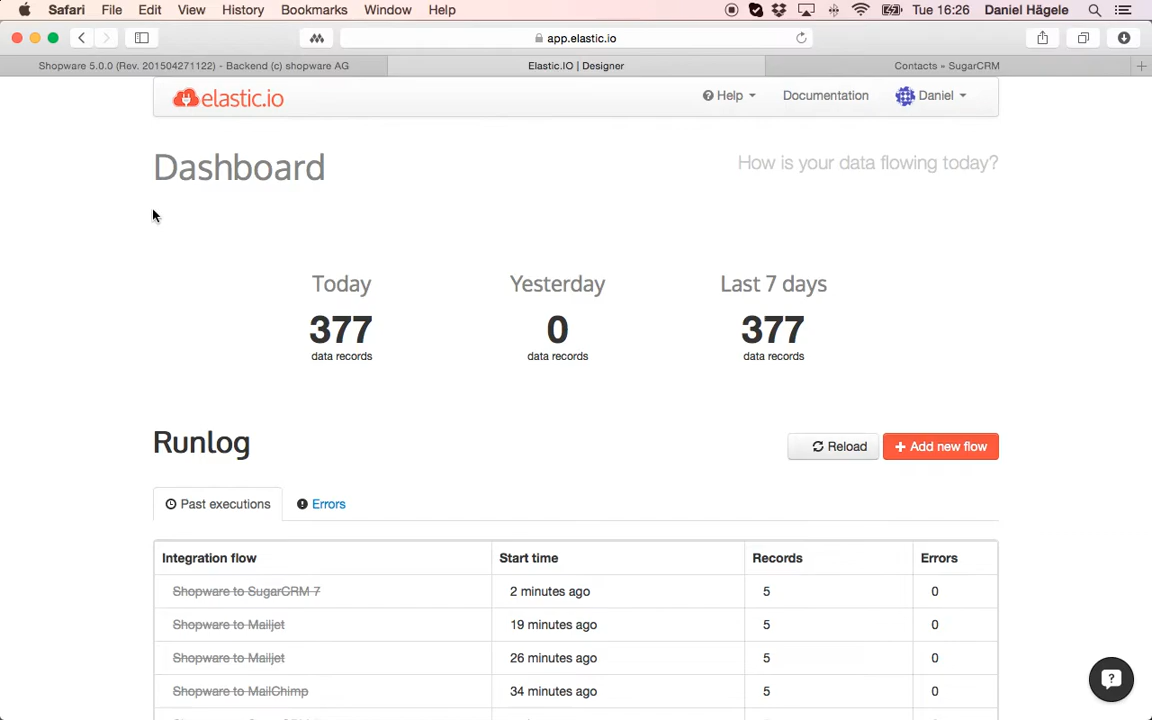 Safari File Edit View History Bookmarks Window Help Tue 16:26 Daniel Hägele
app.elastic.io
Shopware 5.0.0 (Rev. 201504271122) - Backend (c) shopware AG Elastic.IO | Designer Contacts » SugarCRM
elastic.io Help Documentation Daniel
Dashboard How is your data flowing today?
Today Yesterday Last 7 days
377 0 377
data records data records data records
Runlog Reload + Add new flow
Past executions Errors
Integration flow Start time Records Errors
Shopware to SugarCRM 7 2 minutes ago 5 0
Shopware to Mailjet 19 minutes ago 5 0
Shopware to Mailjet 26 minutes ago 5 0
Shopware to MailChimp 34 minutes ago 5 0